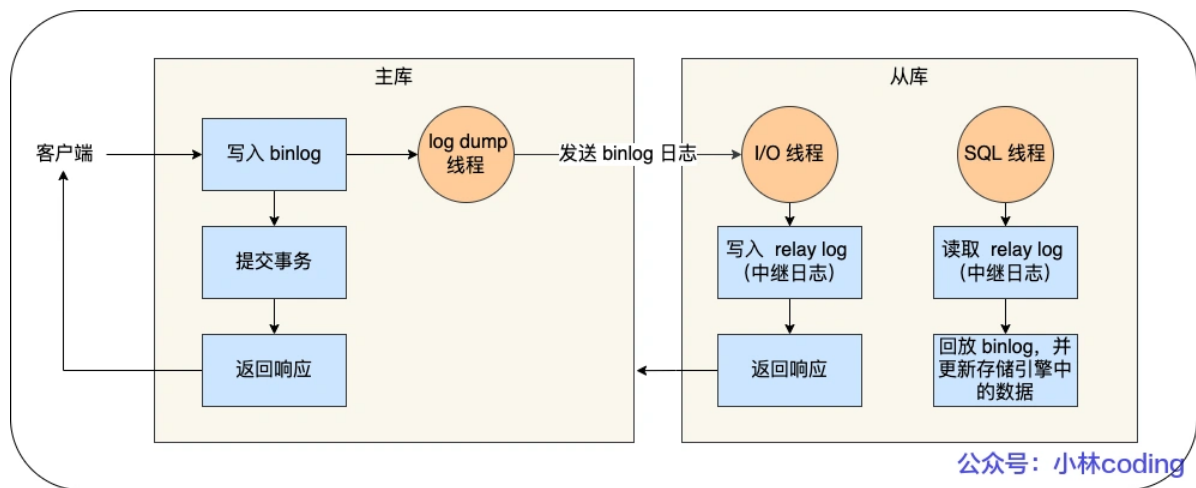 主库
从库
客户端
写入 binlog
log dump
线程
发送 binlog 日志
I/O 线程
SQL 线程
提交事务
写入 relay log
（中继日志）
读取 relay log
（中继日志）
返回响应
返回响应
回放 binlog，并
更新存储引擎中
的数据
公众号：小林coding